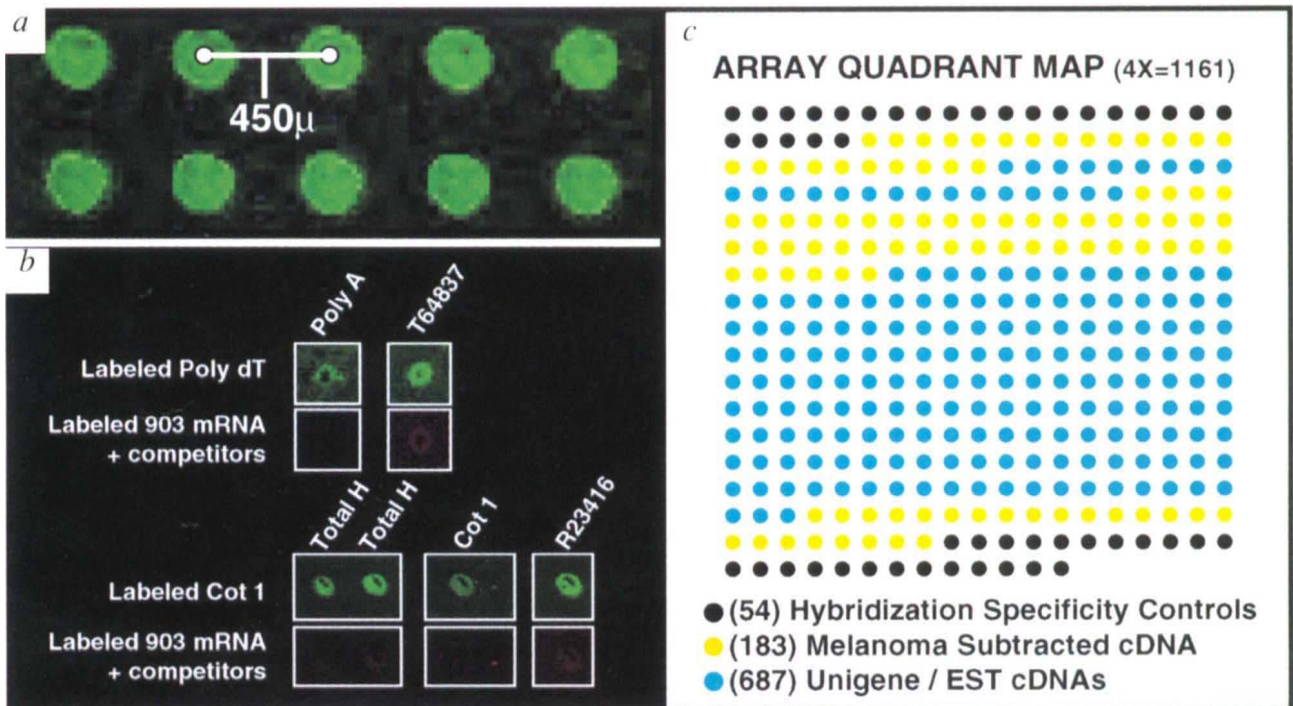 a
450μ
b
Poly A
T64837
Labeled Poly dT
Labeled 903 mRNA
+ competitors
Total H
Total H
Cot 1
R23416
Labeled Cot 1
Labeled 903 mRNA
+ competitors
c
ARRAY QUADRANT MAP (4X=1161)
(54) Hybridization Specificity Controls
(183) Melanoma Subtracted cDNA
(687) Unigene / EST cDNAs